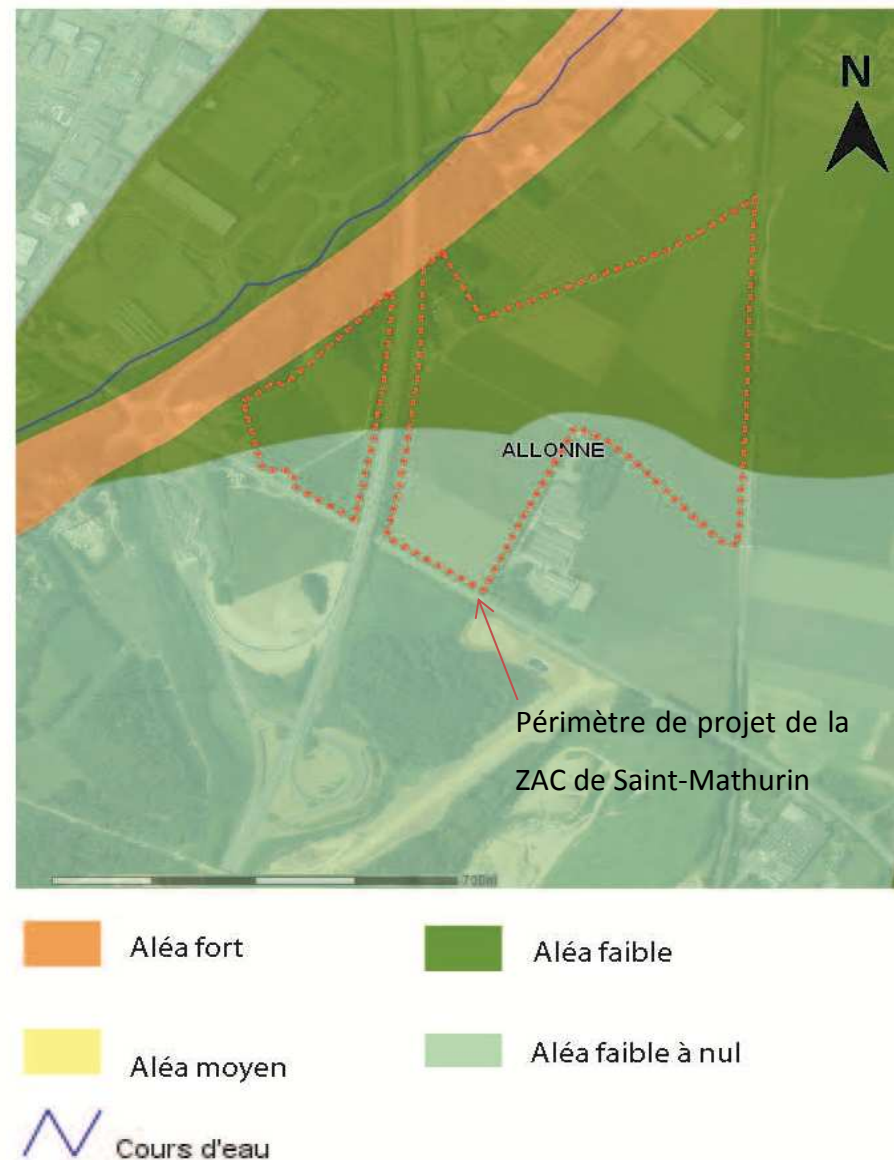 N
ALLONNE
Périmètre de projet de la
ZAC de Saint-Mathurin
700m
Aléa fort
Aléa faible
Aléa moyen
Aléa faible à nul
Cours d'eau